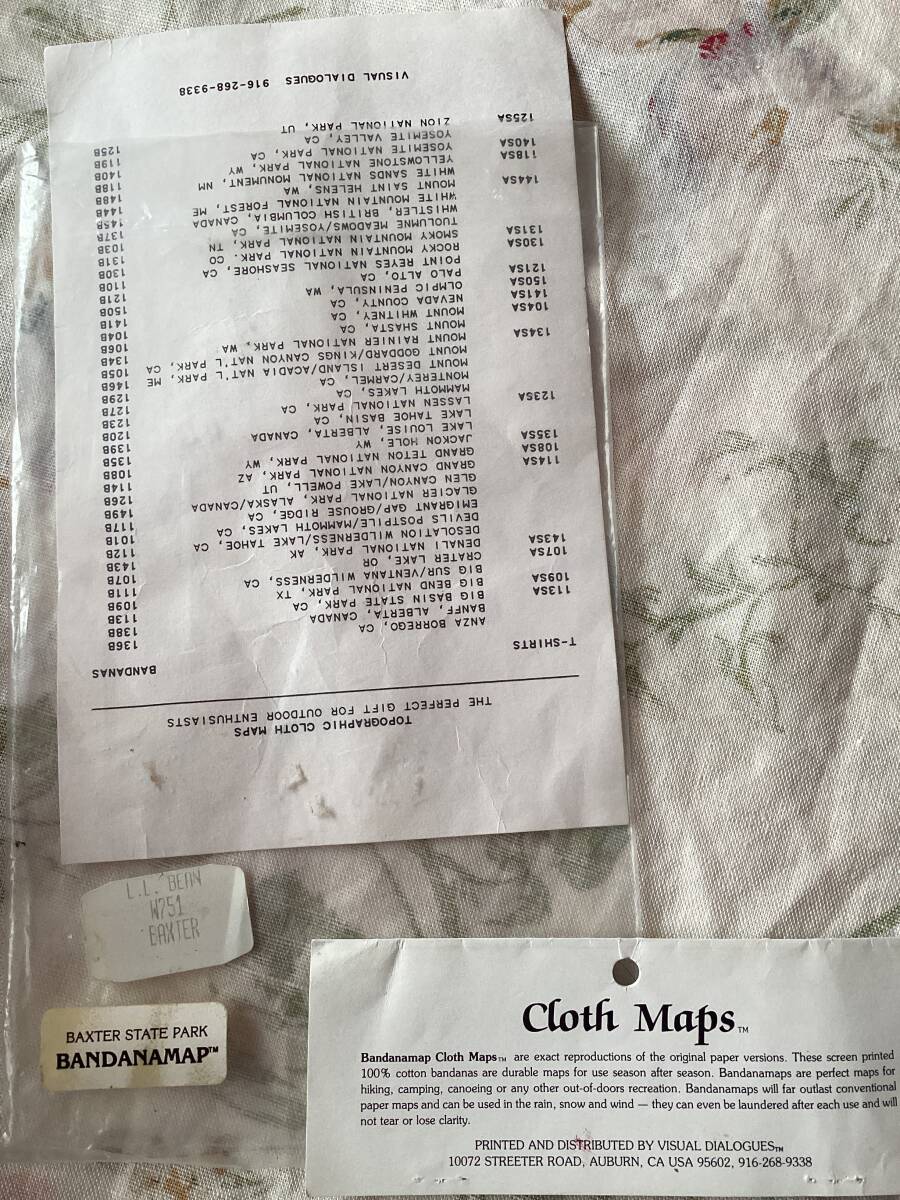 TOPOGRAPHIC CLOTH MAPS
THE PERFECT GIFT FOR OUTDOOR ENTHUSIASTS
T-SHIRTS BANDANAS
ANZA BORREGO, CA 136B
BANFF, ALBERTA, CANADA 138B
113SA BIG BASIN STATE PARK, CA 113B
109SA BIG BEND NATIONAL PARK, TX 109B
BIG SUR/VENTANA WILDERNESS, CA 111B
107SA CRATER LAKE, OR 107B
143SA DENALI NATIONAL PARK, AK 143B
DESOLATION WILDERNESS/LAKE TAHOE, CA 112B
DEVILS POSTPILE/MAMMOTH LAKES, CA 101B
EMIGRANT GAP/GROUSE RIDGE, CA 117B
GLACIER NATIONAL PARK, ALASKA/CANADA 149B
GLEN CANYON/LAKE POWELL, UT 126B
114SA GRAND CANYON NATIONAL PARK, AZ 114B
108SA GRAND TETON NATIONAL PARK, WY 108B
135SA JACKON HOLE, WY 135B
LAKE LOUISE, ALBERTA, CANADA 139B
LAKE TAHOE BASIN, CA 120B
123SA LASSEN NATIONAL PARK, CA 123B
MAMMOTH LAKES, CA 127B
MONTEREY/CARMEL, CA 129B
MOUNT DESERT ISLAND/ACADIA NAT'L PARK, ME 146B
MOUNT GODDARD/KINGS CANYON NAT'L PARK, CA 105B
134SA MOUNT RAINIER NATIONAL PARK, WA 134B
MOUNT SHASTA, CA 106B
104SA MOUNT WHITNEY, CA 104B
141SA NEVADA COUNTY, CA 141B
150SA OLMPIC PENINSULA, WA 150B
121SA PALO ALTO, CA 121B
POINT REYES NATIONAL SEASHORE, CA 110B
130SA ROCKY MOUNTAIN NATIONAL PARK. CO 130B
131SA SMOKY MOUNTAIN NATIONAL PARK, TN 131B
TUOLUMNE MEADOWS/YOSEMITE, CA 103B
WHISTLER, BRITISH COLUMBIA, CANADA 137B
WHITE MOUNTAIN NATIONAL FOREST, ME 145B
144SA MOUNT SAINT HELENS, WA 144B
WHITE SANDS NATIONAL MONUMENT, NM 148B
118SA YELLOWSTONE NATIONAL PARK, WY 118B
140SA YOSEMITE NATIONAL PARK, CA 140B
YOSEMITE VALLEY, CA 119B
125SA ZION NATIONAL PARK, UT 125B
VISUAL DIALOGUES 916-268-9338
L.L. BEAN
W751
BAXTER
BAXTER STATE PARK
BANDANAMAP™
Cloth Maps™
Bandanamap Cloth Maps™ are exact reproductions of the original paper versions. These screen printed
100% cotton bandanas are durable maps for use season after season. Bandanamaps are perfect maps for
hiking, camping, canoeing or any other out-of-doors recreation. Bandanamaps will far outlast conventional
paper maps and can be used in the rain, snow and wind — they can even be laundered after each use and will
not tear or lose clarity.
PRINTED AND DISTRIBUTED BY VISUAL DIALOGUES™
10072 STREETER ROAD, AUBURN, CA USA 95602, 916-268-9338